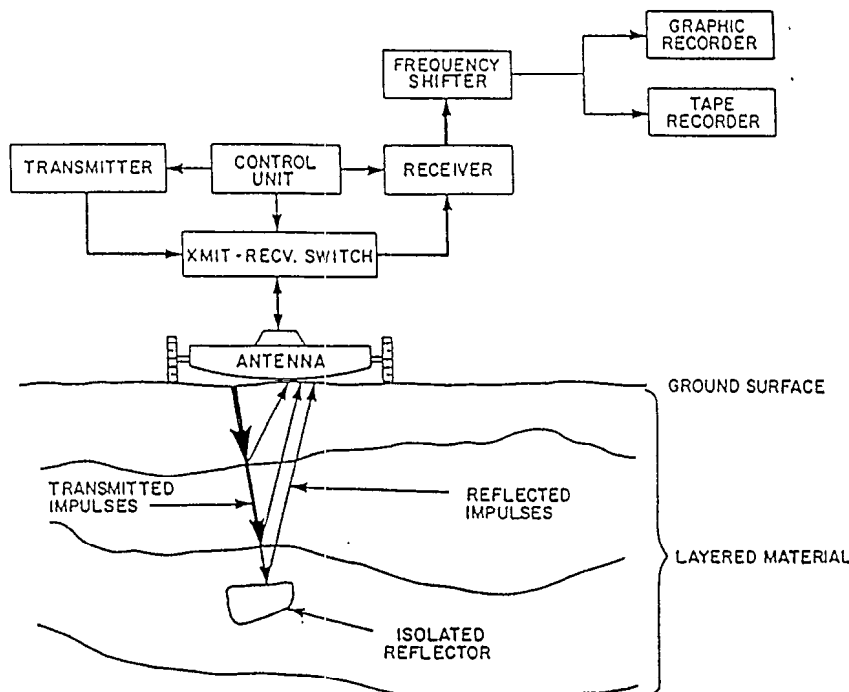 GRAPHIC
RECORDER
FREQUENCY
SHIFTER
TAPE
RECORDER
TRANSMITTER
CONTROL
UNIT
RECEIVER
XMIT - RECV. SWITCH
ANTENNA
GROUND SURFACE
TRANSMITTED
IMPULSES
REFLECTED
IMPULSES
LAYERED MATERIAL
ISOLATED
REFLECTOR